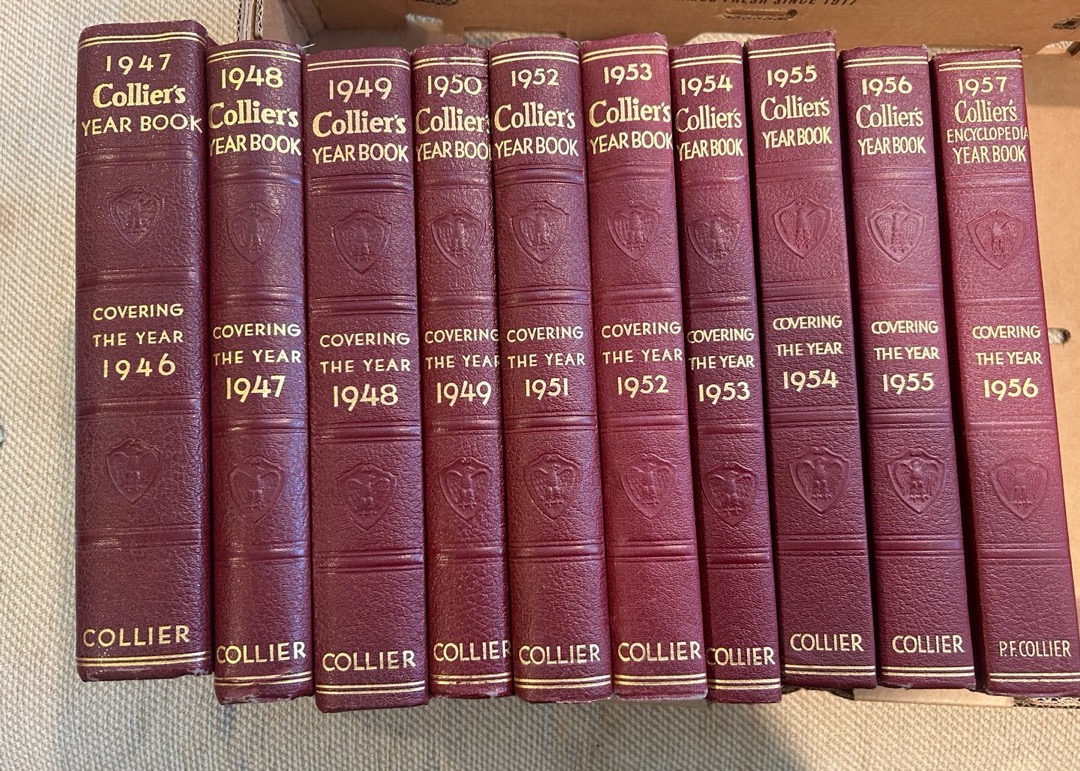 FRESH SINCE 1917
1947
Collier's
YEAR BOOK
COVERING
THE YEAR
1946
COLLIER
1948
Collier's
YEAR BOOK
COVERING
THE YEAR
1947
COLLIER
1949
Collier's
YEAR BOOK
COVERING
THE YEAR
1948
COLLIER
1950
Collier's
YEAR BOOK
COVERING
THE YEAR
1949
COLLIER
1952
Collier's
YEAR BOOK
COVERING
THE YEAR
1951
COLLIER
1953
Collier's
YEAR BOOK
COVERING
THE YEAR
1952
COLLIER
1954
Collier's
YEAR BOOK
COVERING
THE YEAR
1953
COLLIER
1955
Collier's
YEAR BOOK
COVERING
THE YEAR
1954
COLLIER
1956
Collier's
YEAR BOOK
COVERING
THE YEAR
1955
COLLIER
1957
Collier's
ENCYCLOPEDIA
YEAR BOOK
COVERING
THE YEAR
1956
P.F. COLLIER